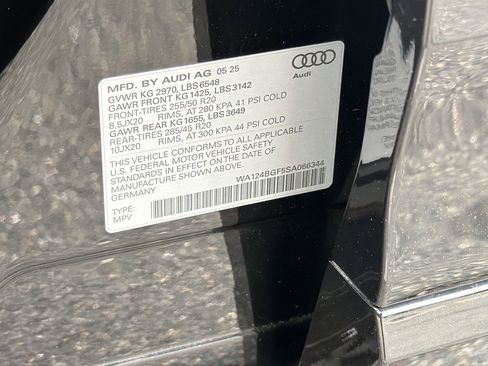 MFD. BY AUDI AG 05 25
GVWR KG 2970, LBS 6548
GAWR FRONT KG 1425, LBS 3142
FRONT-TIRES 255/50 R20
8.5JX20 RIMS, AT 280 KPA 41 PSI COLD
GAWR REAR KG 1655, LBS 3649
REAR-TIRES 285/45 R20
10JX20 RIMS, AT 300 KPA 44 PSI COLD
THIS VEHICLE CONFORMS TO ALL APPLICABLE
U.S. FEDERAL MOTOR VEHICLE SAFETY
STANDARDS IN EFFECT ON THE DATE OF
MANUFACTURE SHOWN ABOVE.
GERMANY
WA124BGF5SA066344
TYPE:
MPV
Audi